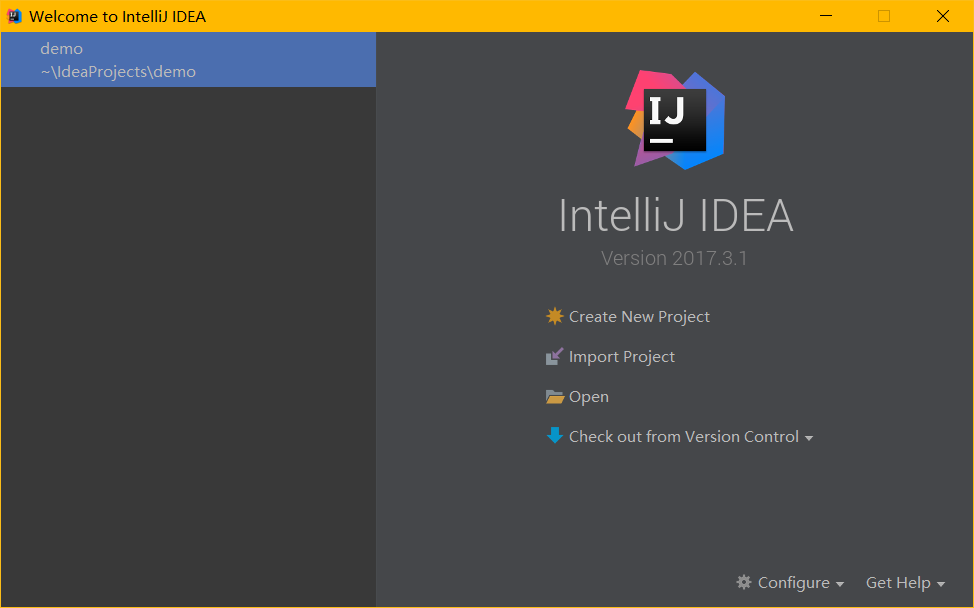 Welcome to IntelliJ IDEA
demo
~\IdeaProjects\demo
IJ
IntelliJ IDEA
Version 2017.3.1
Create New Project
Import Project
Open
Check out from Version Control
Configure
Get Help